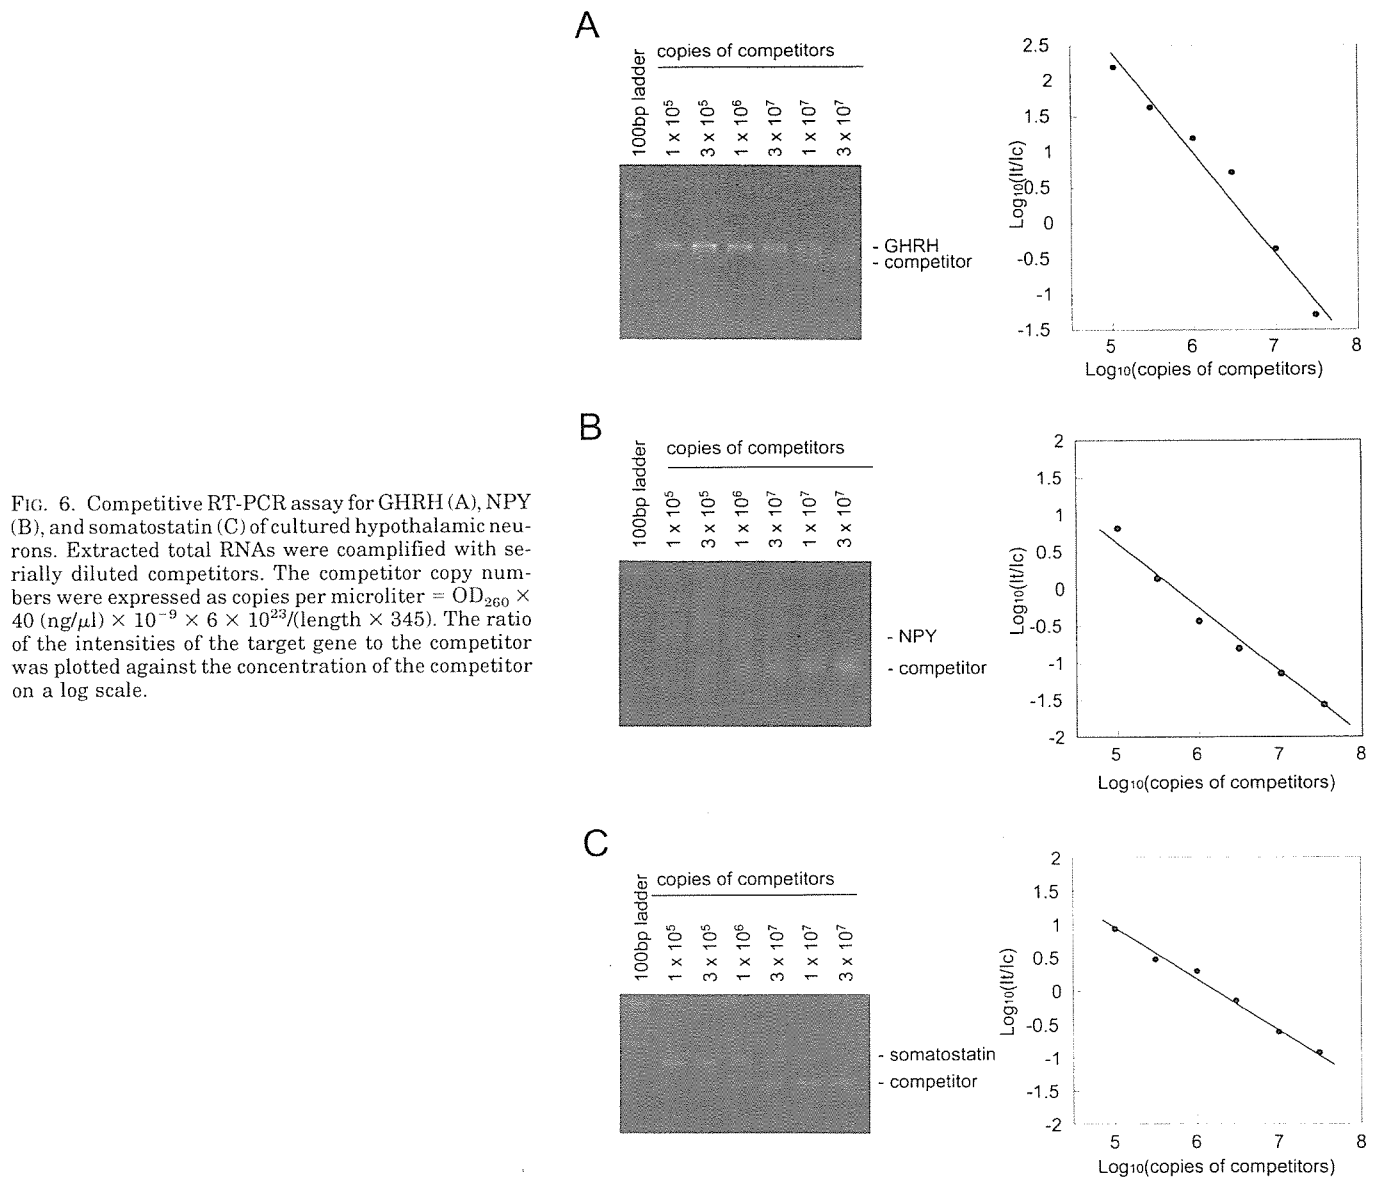 FIG. 6. Competitive RT-PCR assay for GHRH (A), NPY
(B), and somatostatin (C) of cultured hypothalamic neu-
rons. Extracted total RNAs were coamplified with se-
rially diluted competitors. The competitor copy num-
bers were expressed as copies per microliter = OD₂₆₀ ×
40 (ng/μl) × 10⁻⁹ × 6 × 10²³/(length × 345). The ratio
of the intensities of the target gene to the competitor
was plotted against the concentration of the competitor
on a log scale.
A
copies of competitors
100bp ladder
1 x 10⁵
3 x 10⁵
1 x 10⁶
3 x 10⁷
1 x 10⁷
3 x 10⁷
- GHRH
- competitor
Log₁₀(It/Ic)
2.5
2
1.5
1
0.5
0
-0.5
-1
-1.5
5 6 7 8
Log₁₀(copies of competitors)
B
copies of competitors
100bp ladder
1 x 10⁵
3 x 10⁵
1 x 10⁶
3 x 10⁷
1 x 10⁷
3 x 10⁷
- NPY
- competitor
Log₁₀(It/Ic)
2
1.5
1
0.5
0
-0.5
-1
-1.5
-2
5 6 7 8
Log₁₀(copies of competitors)
C
copies of competitors
100bp ladder
1 x 10⁵
3 x 10⁵
1 x 10⁶
3 x 10⁷
1 x 10⁷
3 x 10⁷
- somatostatin
- competitor
Log₁₀(It/Ic)
2
1.5
1
0.5
0
-0.5
-1
-1.5
-2
5 6 7 8
Log₁₀(copies of competitors)